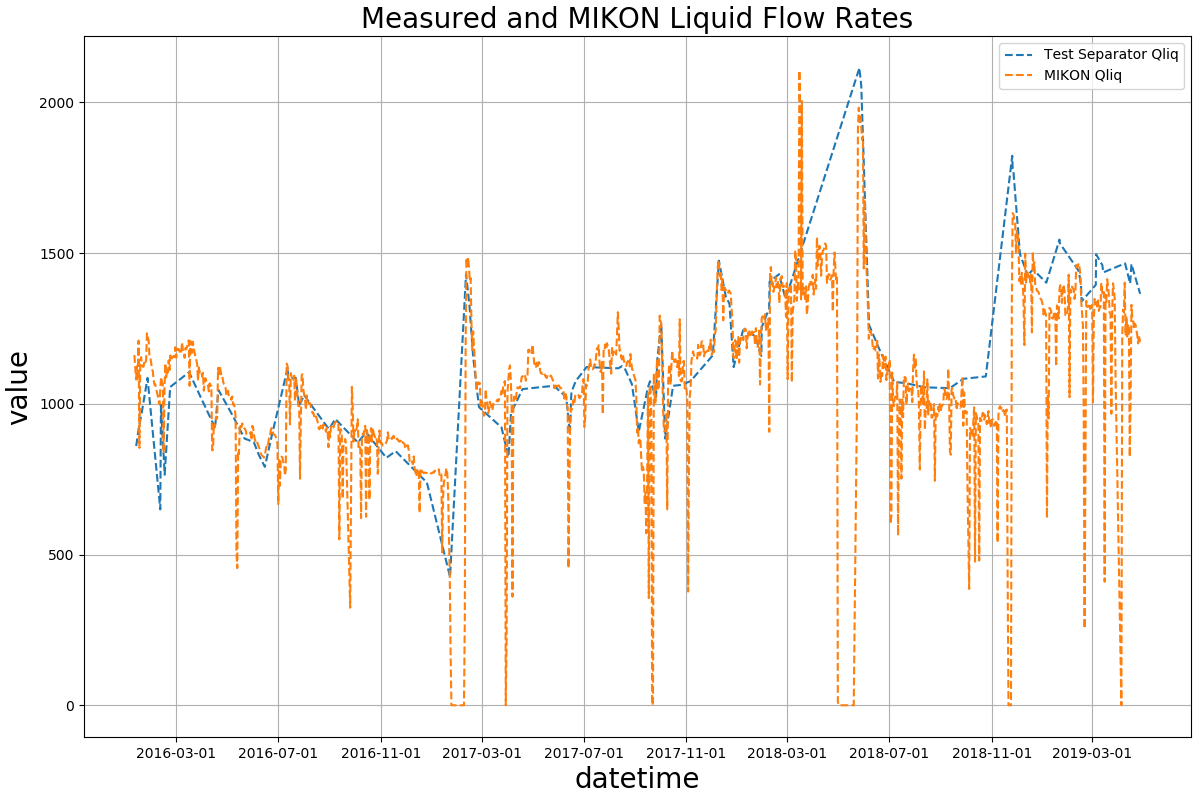 Measured and MIKON Liquid Flow Rates
Test Separator Qliq
MIKON Qliq
value
2000
1500
1000
500
0
2016-03-01 2016-07-01 2016-11-01 2017-03-01 2017-07-01 2017-11-01 2018-03-01 2018-07-01 2018-11-01 2019-03-01
datetime